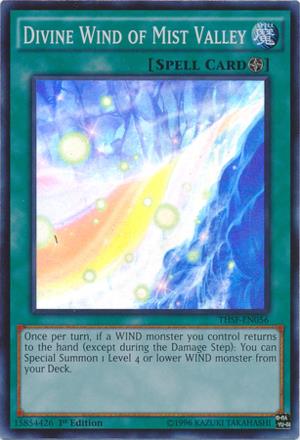 DIVINE WIND OF MIST VALLEY
SPELL
[SPELL CARD]
THSF-EN056
Once per turn, if a WIND monster you control returns
to the hand (except during the Damage Step): You can
Special Summon 1 Level 4 or lower WIND monster
from your Deck.
15854426 1st Edition
©1996 KAZUKI TAKAHASHI